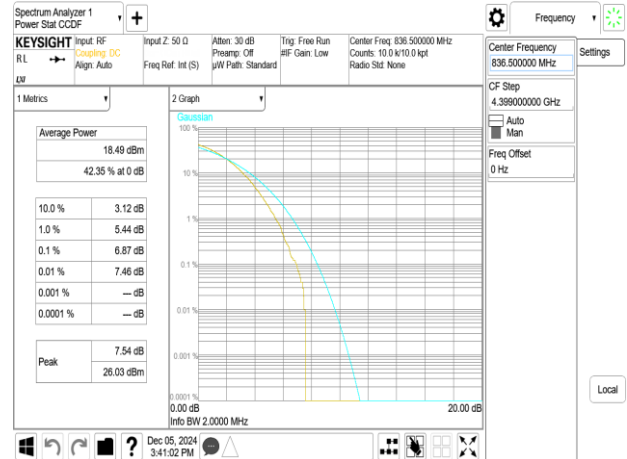 Spectrum Analyzer 1
Power Stat CCDF
Frequency
KEYSIGHT
RL
LXI
Input: RF
Coupling: DC
Align: Auto
Input Z: 50 Ω
Freq Ref: Int (S)
Atten: 30 dB
Preamp: Off
µW Path: Standard
Trig: Free Run
#IF Gain: Low
Center Freq: 836.500000 MHz
Counts: 10.0 k/10.0 kpt
Radio Std: None
Center Frequency
836.500000 MHz
Settings
CF Step
4.399000000 GHz
Auto
Man
Freq Offset
0 Hz
1 Metrics
Average Power
18.49 dBm
42.35 % at 0 dB
10.0 % 3.12 dB
1.0 % 5.44 dB
0.1 % 6.87 dB
0.01 % 7.46 dB
0.001 % --- dB
0.0001 % --- dB
Peak
7.54 dB
26.03 dBm
2 Graph
Gaussian
100 %
10 %
1 %
0.1 %
0.01 %
0.001 %
0.0001 %
0.00 dB 20.00 dB
Info BW 2.0000 MHz
Local
?
Dec 05, 2024
3:41:02 PM